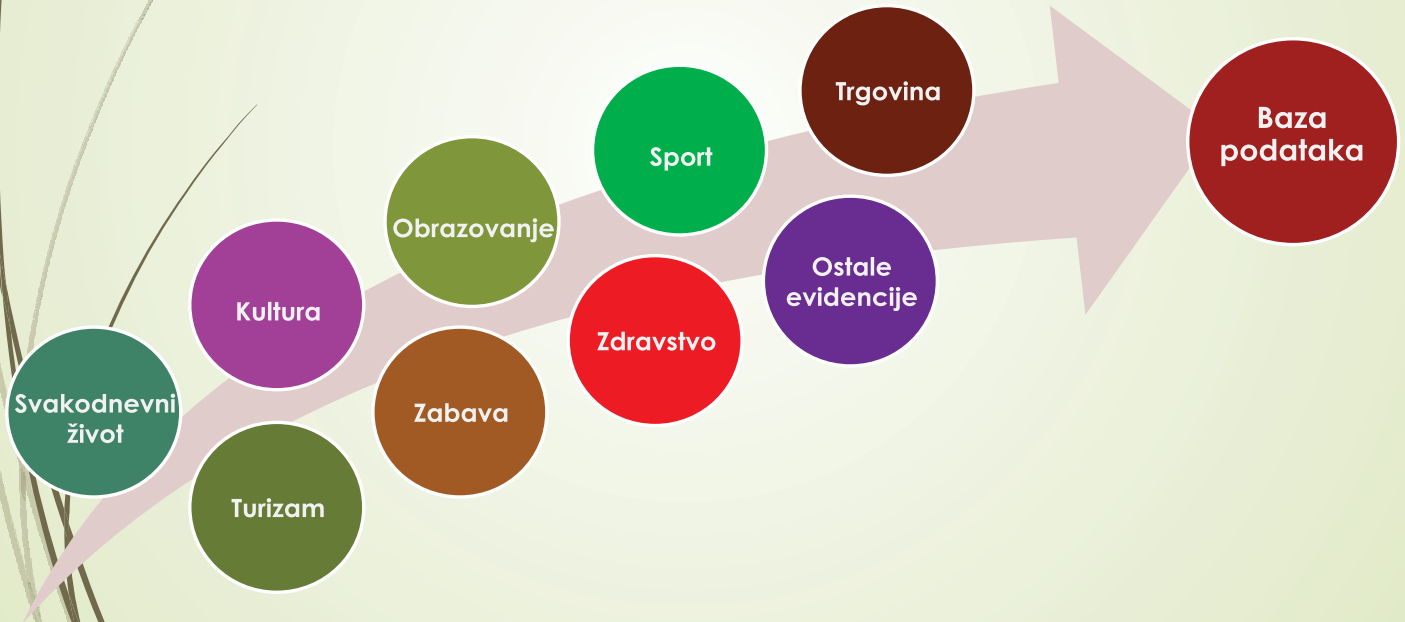 Svakodnevni
život
Kultura
Turizam
Obrazovanje
Zabava
Sport
Zdravstvo
Trgovina
Ostale
evidencije
Baza
podataka